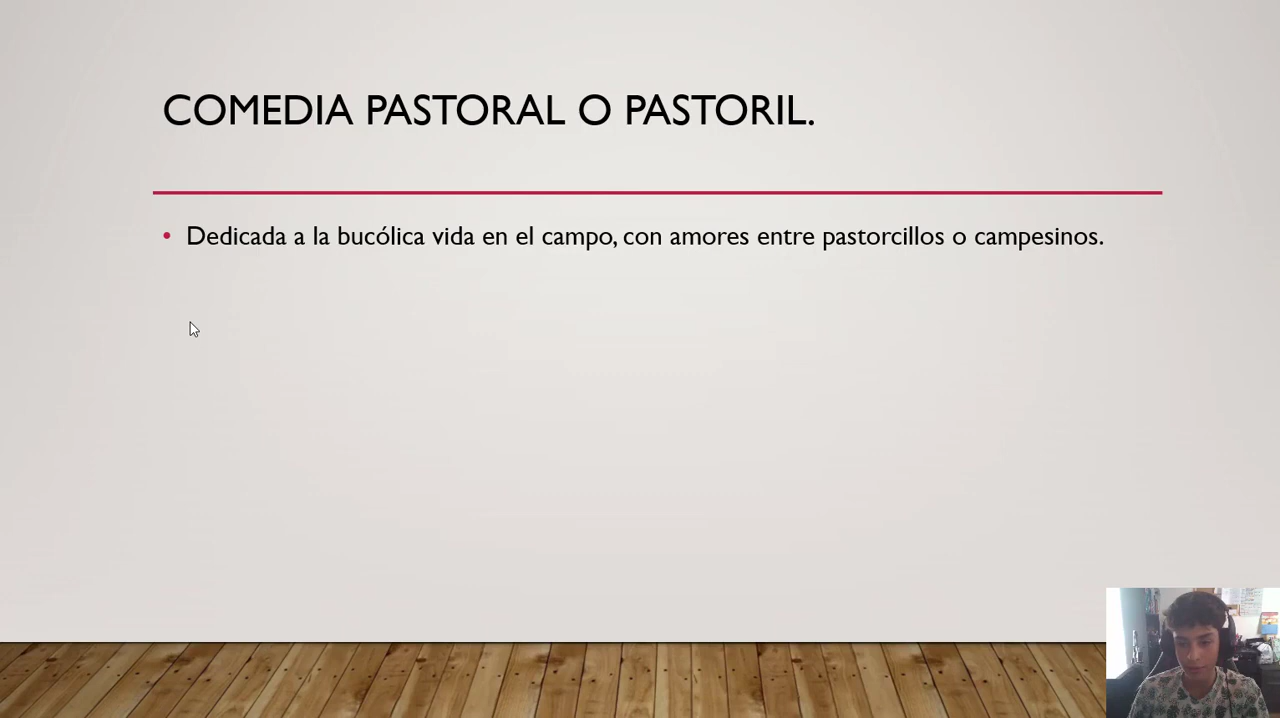 COMEDIA PASTORAL O PASTORIL.
• Dedicada a la bucólica vida en el campo, con amores entre pastorcillos o campesinos.